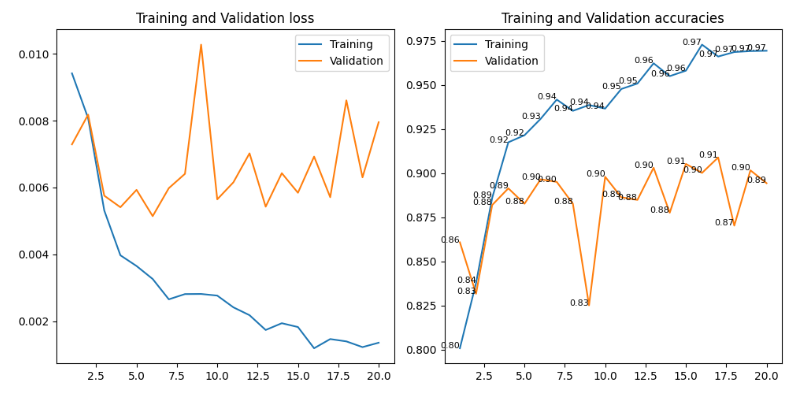 Training and Validation loss
Training
Validation
0.010
0.008
0.006
0.004
0.002
2.5 5.0 7.5 10.0 12.5 15.0 17.5 20.0
Training and Validation accuracies
Training
Validation
0.975
0.950
0.925
0.900
0.875
0.850
0.825
0.800
2.5 5.0 7.5 10.0 12.5 15.0 17.5 20.0
0.80 0.84 0.89 0.92 0.92 0.93 0.94 0.94 0.94 0.94 0.95 0.95 0.96 0.96 0.96 0.97 0.97 0.97 0.97 0.97
0.86 0.83 0.88 0.89 0.88 0.90 0.90 0.88 0.83 0.90 0.89 0.88 0.90 0.88 0.91 0.90 0.91 0.87 0.90 0.89